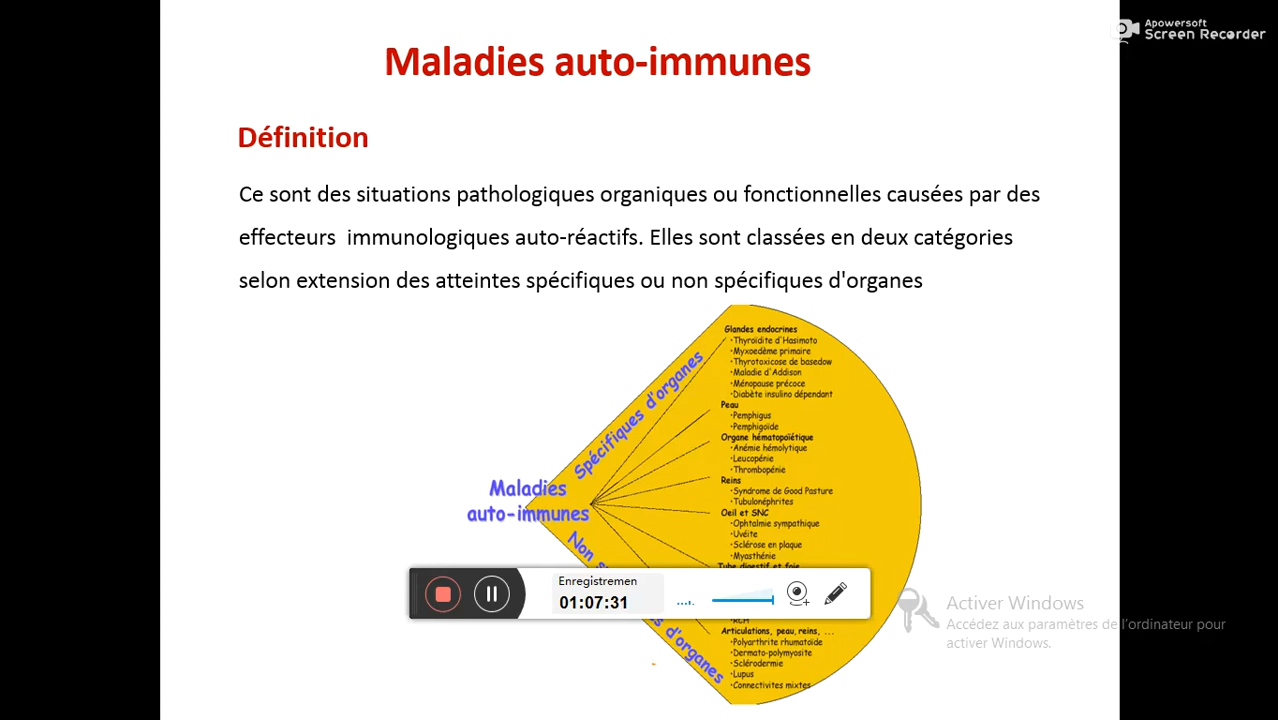 Apowersoft
Screen Recorder
Maladies auto-immunes
Définition
Ce sont des situations pathologiques organiques ou fonctionnelles causées par des
effecteurs immunologiques auto-réactifs. Elles sont classées en deux catégories
selon extension des atteintes spécifiques ou non spécifiques d'organes
Maladies
auto-immunes
Spécifiques d'organes
Glandes endocrines
•Thyroïdite d'Hasimoto
•Myxoedème primaire
•Thyrotoxicose de basedow
•Maladie d'Addison
•Ménopause précoce
•Diabète insulino dépendant
Peau
•Pemphigus
•Pemphigoïde
Organe hématopoïétique
•Anémie hémolytique
•Leucopénie
•Thrombopénie
Reins
•Syndrome de Good Pasture
•Tubulonéphrites
Oeil et SNC
•Ophtalmie sympathique
•Uvéite
•Sclérose en plaque
•Myasthénie
Tube digestif et foie
Non
d'organes
•RCH
Articulations, peau, reins, ...
•Polyarthrite rhumatoïde
•Dermato-polymyosite
•Sclérodermie
•Lupus
•Connectivites mixtes
Enregistremen
01:07:31
Activer Windows
Accédez aux paramètres de l'ordinateur pour
activer Windows.